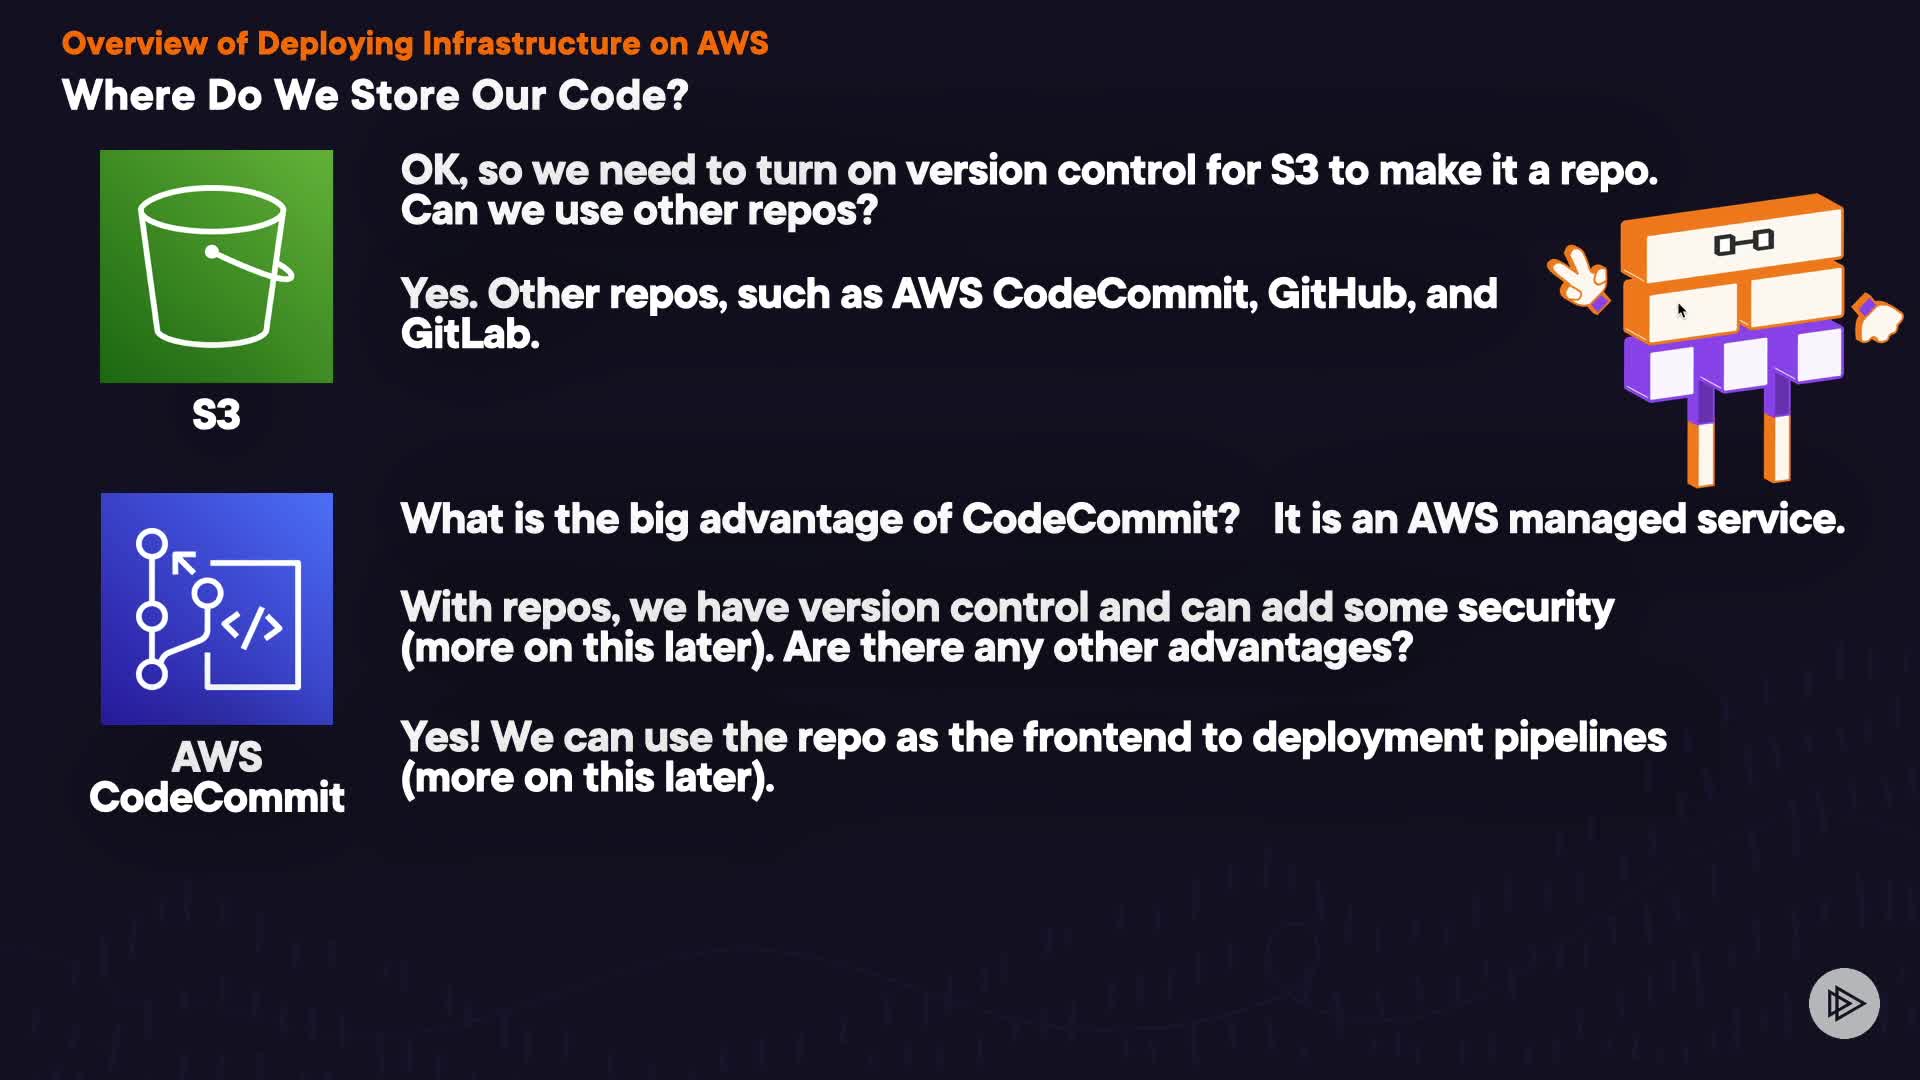 Overview of Deploying Infrastructure on AWS
Where Do We Store Our Code?
OK, so we need to turn on version control for S3 to make it a repo.
Can we use other repos?
Yes. Other repos, such as AWS CodeCommit, GitHub, and
GitLab.
S3
What is the big advantage of CodeCommit? It is an AWS managed service.
With repos, we have version control and can add some security
(more on this later). Are there any other advantages?
Yes! We can use the repo as the frontend to deployment pipelines
(more on this later).
AWS
CodeCommit